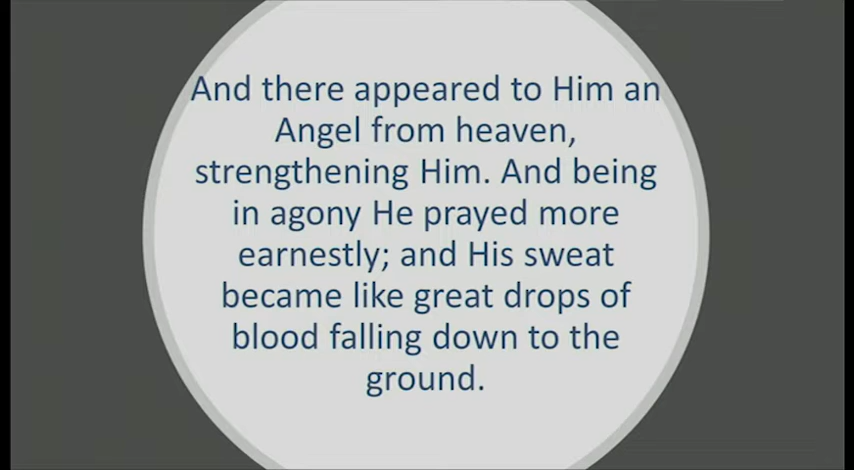 And there appeared to Him an
Angel from heaven,
strengthening Him. And being
in agony He prayed more
earnestly; and His sweat
became like great drops of
blood falling down to the
ground.